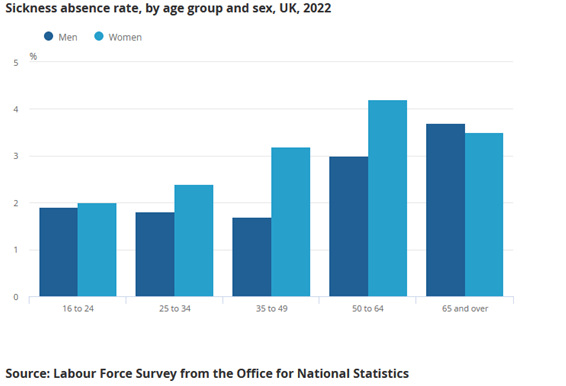 Sickness absence rate, by age group and sex, UK, 2022
Men Women
%
5
4
3
2
1
0
16 to 24 25 to 34 35 to 49 50 to 64 65 and over
Source: Labour Force Survey from the Office for National Statistics